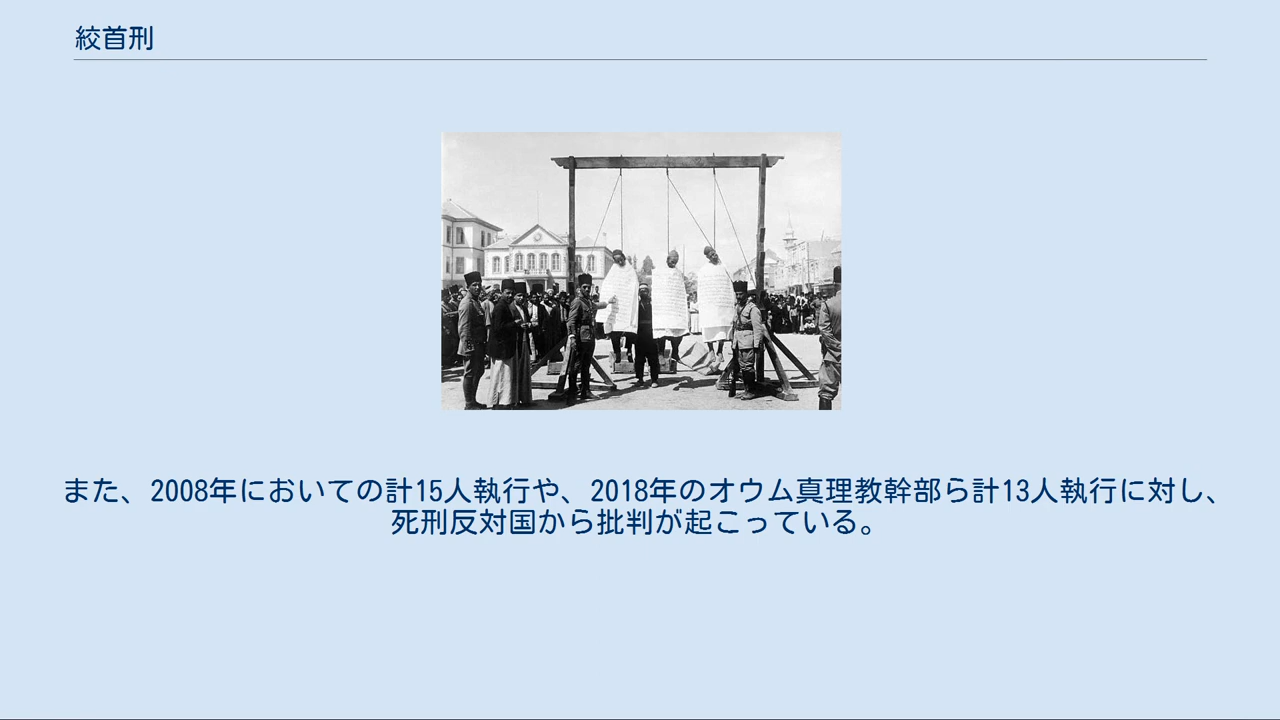 絞首刑
また、2008年においての計15人執行や、2018年のオウム真理教幹部ら計13人執行に対し、
死刑反対国から批判が起こっている。